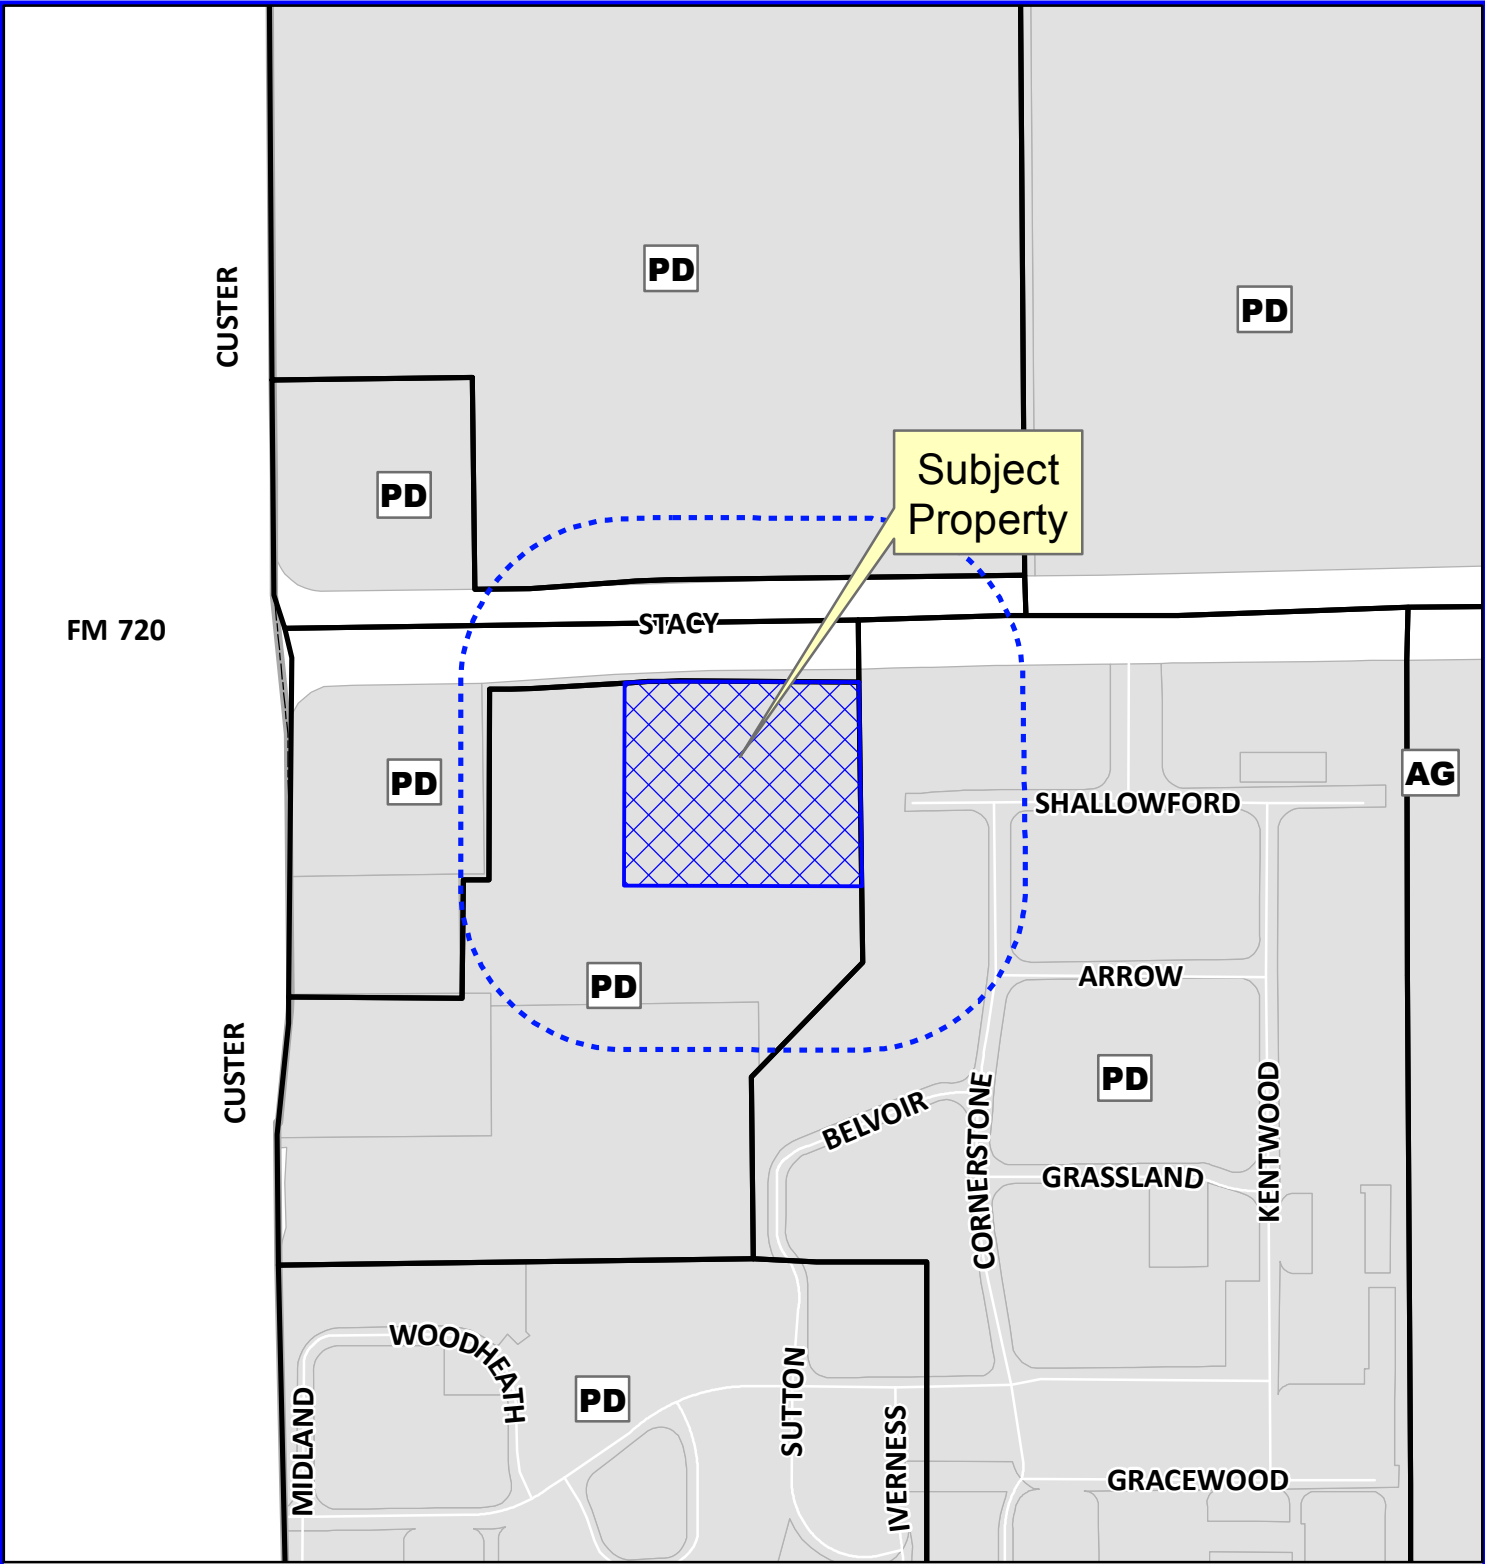 PD
PD
CUSTER
Subject
Property
PD
STACY
FM 720
PD
AG
SHALLOWFORD
ARROW
PD
CUSTER
PD
BELVOIR
CORNERSTONE
KENTWOOD
GRASSLAND
WOODHEATH
PD
SUTTON
MIDLAND
IVERNESS
GRACEWOOD